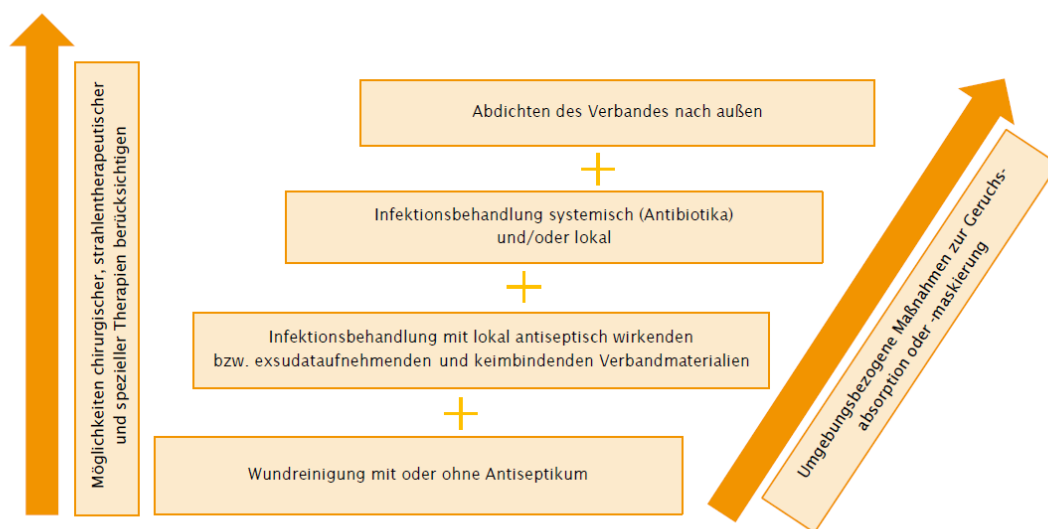 Möglichkeiten chirurgischer, strahlentherapeutischer
und spezieller Therapien berücksichtigen
Abdichten des Verbandes nach außen
Infektionsbehandlung systemisch (Antibiotika)
und/oder lokal
Infektionsbehandlung mit lokal antiseptisch wirkenden
bzw. exsudataufnehmenden und keimbindenden Verbandmaterialien
Wundreinigung mit oder ohne Antiseptikum
Umgebungsbezogene Maßnahmen zur Geruchs-
absorption oder -maskierung